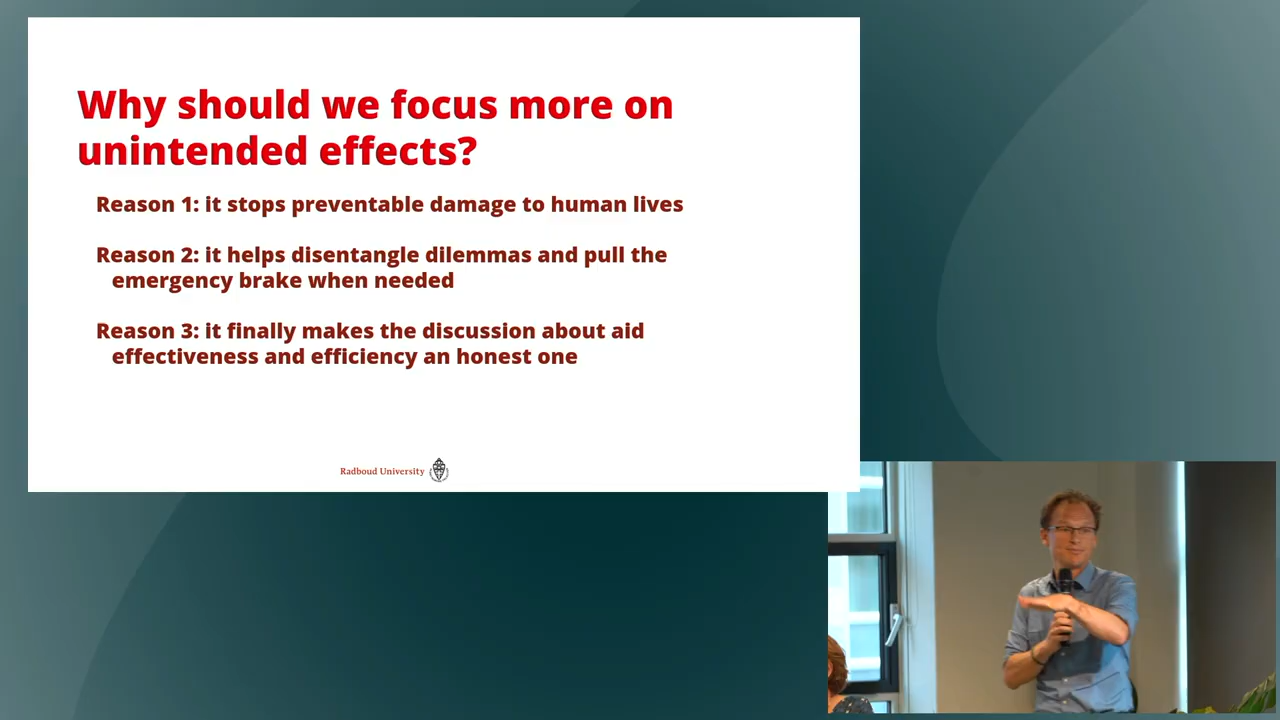 Why should we focus more on
unintended effects?
Reason 1: it stops preventable damage to human lives
Reason 2: it helps disentangle dilemmas and pull the
emergency brake when needed
Reason 3: it finally makes the discussion about aid
effectiveness and efficiency an honest one
Radboud University